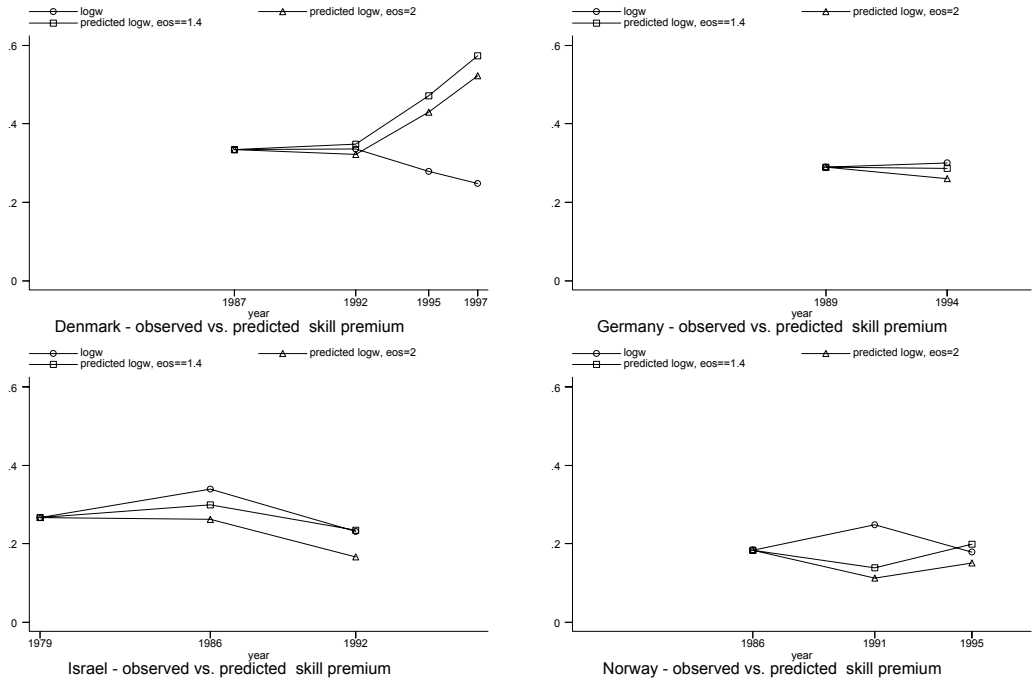 logw
predicted logw, eos=2
predicted logw, eos==1.4
.6
.4
.2
0
1987
1992
1995
1997
year
Denmark - observed vs. predicted skill premium
logw
predicted logw, eos=2
predicted logw, eos==1.4
.6
.4
.2
0
1989
1994
year
Germany - observed vs. predicted skill premium
logw
predicted logw, eos=2
predicted logw, eos==1.4
.6
.4
.2
0
1979
1986
1992
year
Israel - observed vs. predicted skill premium
logw
predicted logw, eos=2
predicted logw, eos==1.4
.6
.4
.2
0
1986
1991
1995
year
Norway - observed vs. predicted skill premium